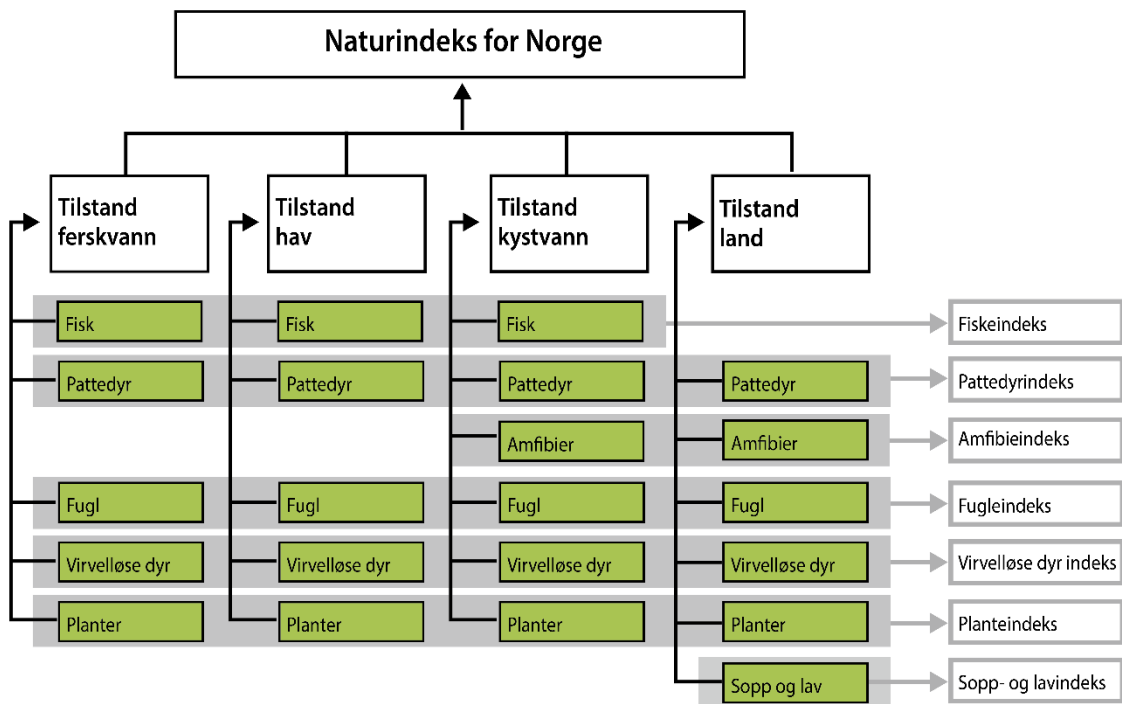 Naturindeks for Norge
Tilstand
ferskvann
Tilstand
hav
Tilstand
kystvann
Tilstand
land
Fisk
Fisk
Fisk
Fiskeindeks
Pattedyr
Pattedyr
Pattedyr
Pattedyr
Pattedyrindeks
Amfibier
Amfibier
Amfibieindeks
Fugl
Fugl
Fugl
Fugl
Fugleindeks
Virvelløse dyr
Virvelløse dyr
Virvelløse dyr
Virvelløse dyr
Virvelløse dyr indeks
Planter
Planter
Planter
Planter
Planteindeks
Sopp og lav
Sopp- og lavindeks